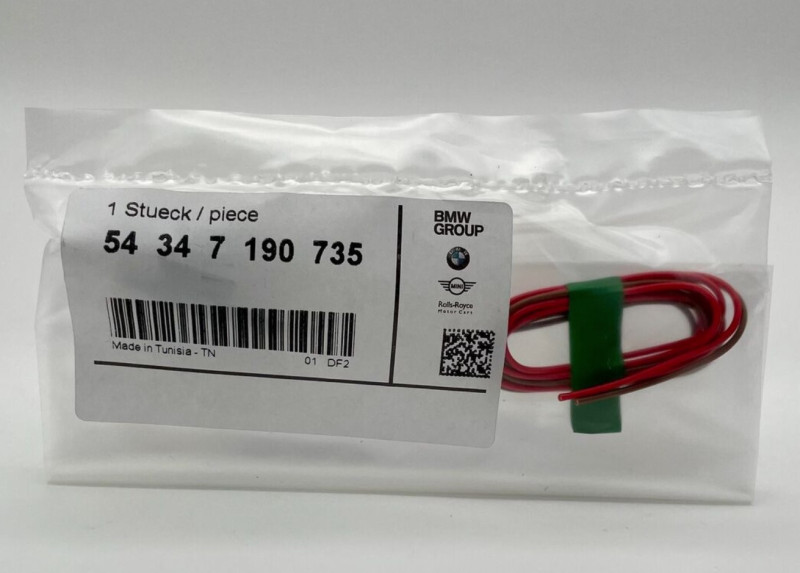 1 Stueck / piece
54 34 7 190 735
Made in Tunisia - TN
01 DF2
BMW
GROUP
MINI
Rolls-Royce
Motor Cars